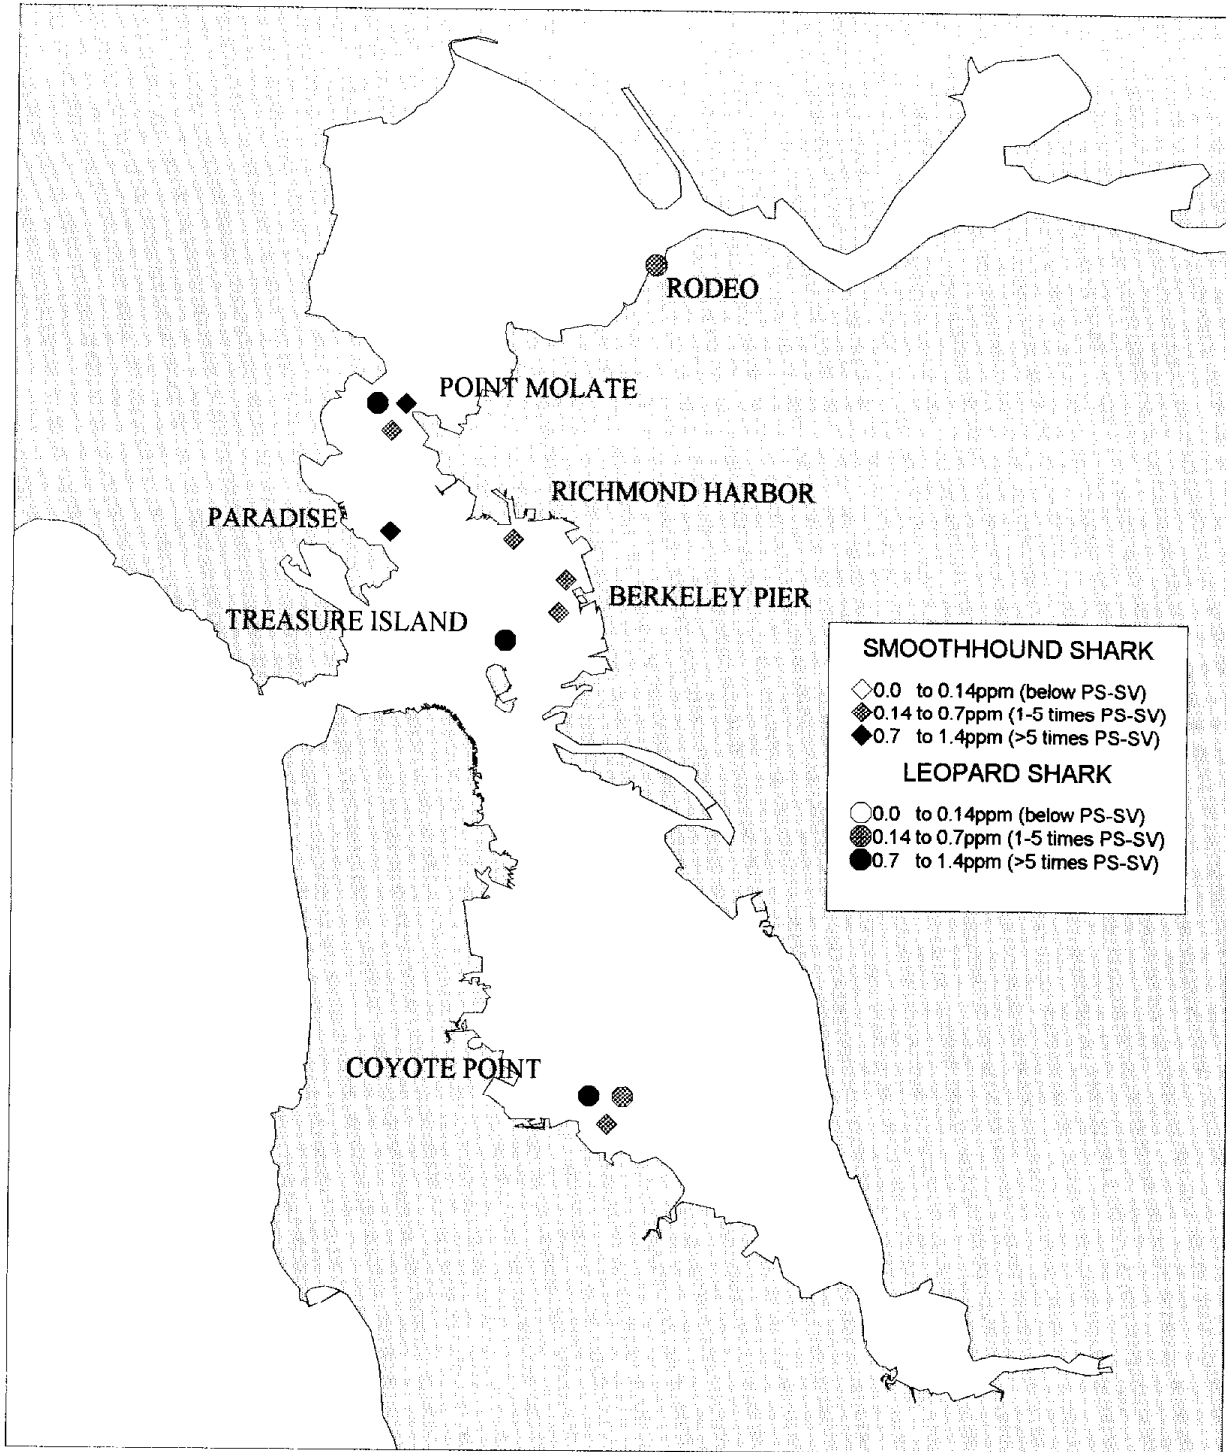 RODEO
POINT MOLATE
RICHMOND HARBOR
PARADISE
BERKELEY PIER
TREASURE ISLAND
SMOOTHHOUND SHARK
0.0 to 0.14ppm (below PS-SV)
0.14 to 0.7ppm (1-5 times PS-SV)
0.7 to 1.4ppm (>5 times PS-SV)
LEOPARD SHARK
0.0 to 0.14ppm (below PS-SV)
0.14 to 0.7ppm (1-5 times PS-SV)
0.7 to 1.4ppm (>5 times PS-SV)
COYOTE POINT